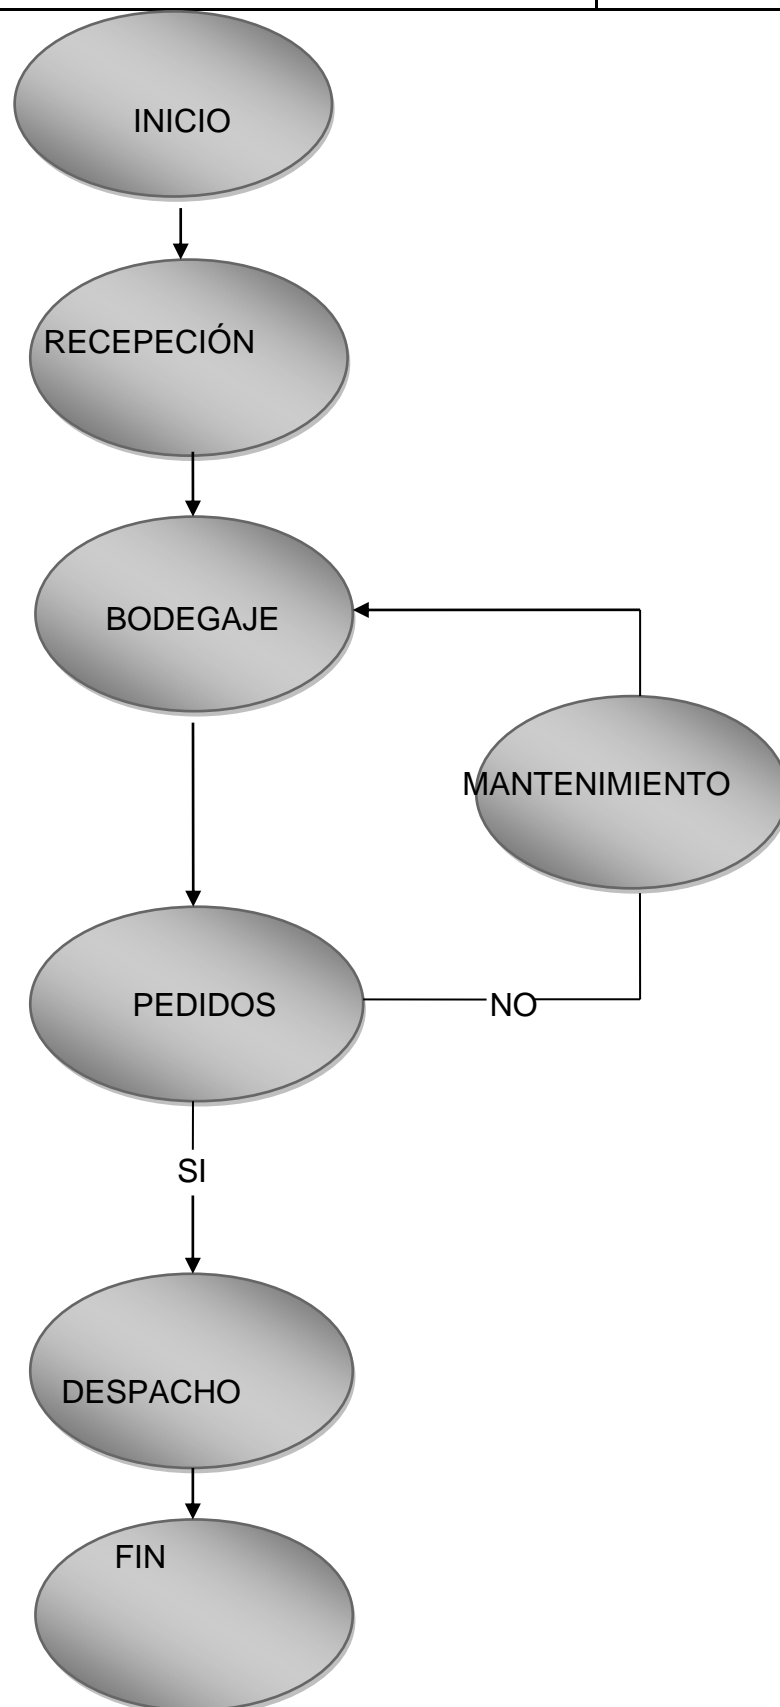 INICIO
RECEPECIÓN
BODEGAJE
MANTENIMIENTO
PEDIDOS
NO
SI
DESPACHO
FIN